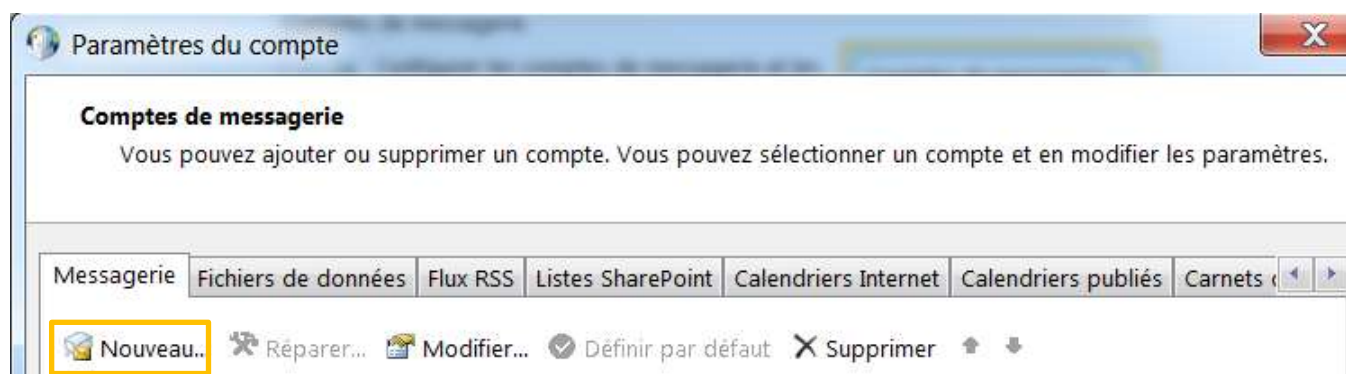 Paramètres du compte
Comptes de messagerie
Vous pouvez ajouter ou supprimer un compte. Vous pouvez sélectionner un compte et en modifier les paramètres.
Messagerie Fichiers de données Flux RSS Listes SharePoint Calendriers Internet Calendriers publiés Carnets
Nouveau... Réparer... Modifier... Définir par défaut Supprimer